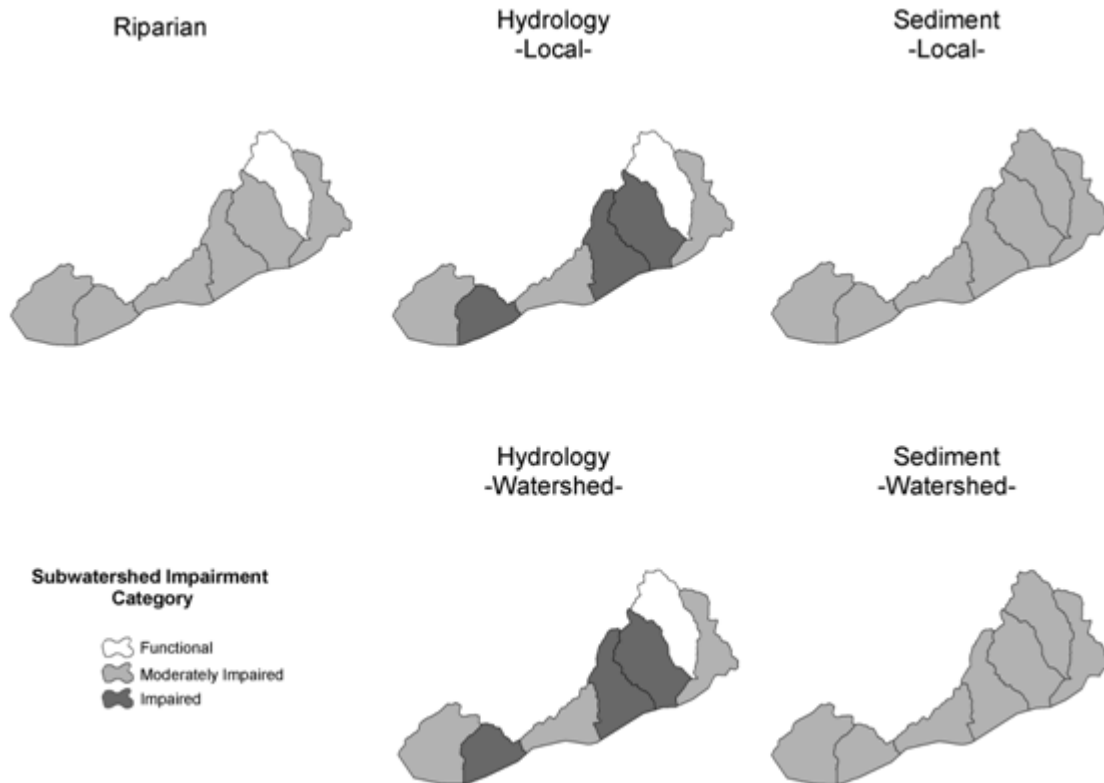 Riparian
Hydrology
-Local-
Sediment
-Local-
Hydrology
-Watershed-
Sediment
-Watershed-
Subwatershed Impairment
Category
Functional
Moderately Impaired
Impaired